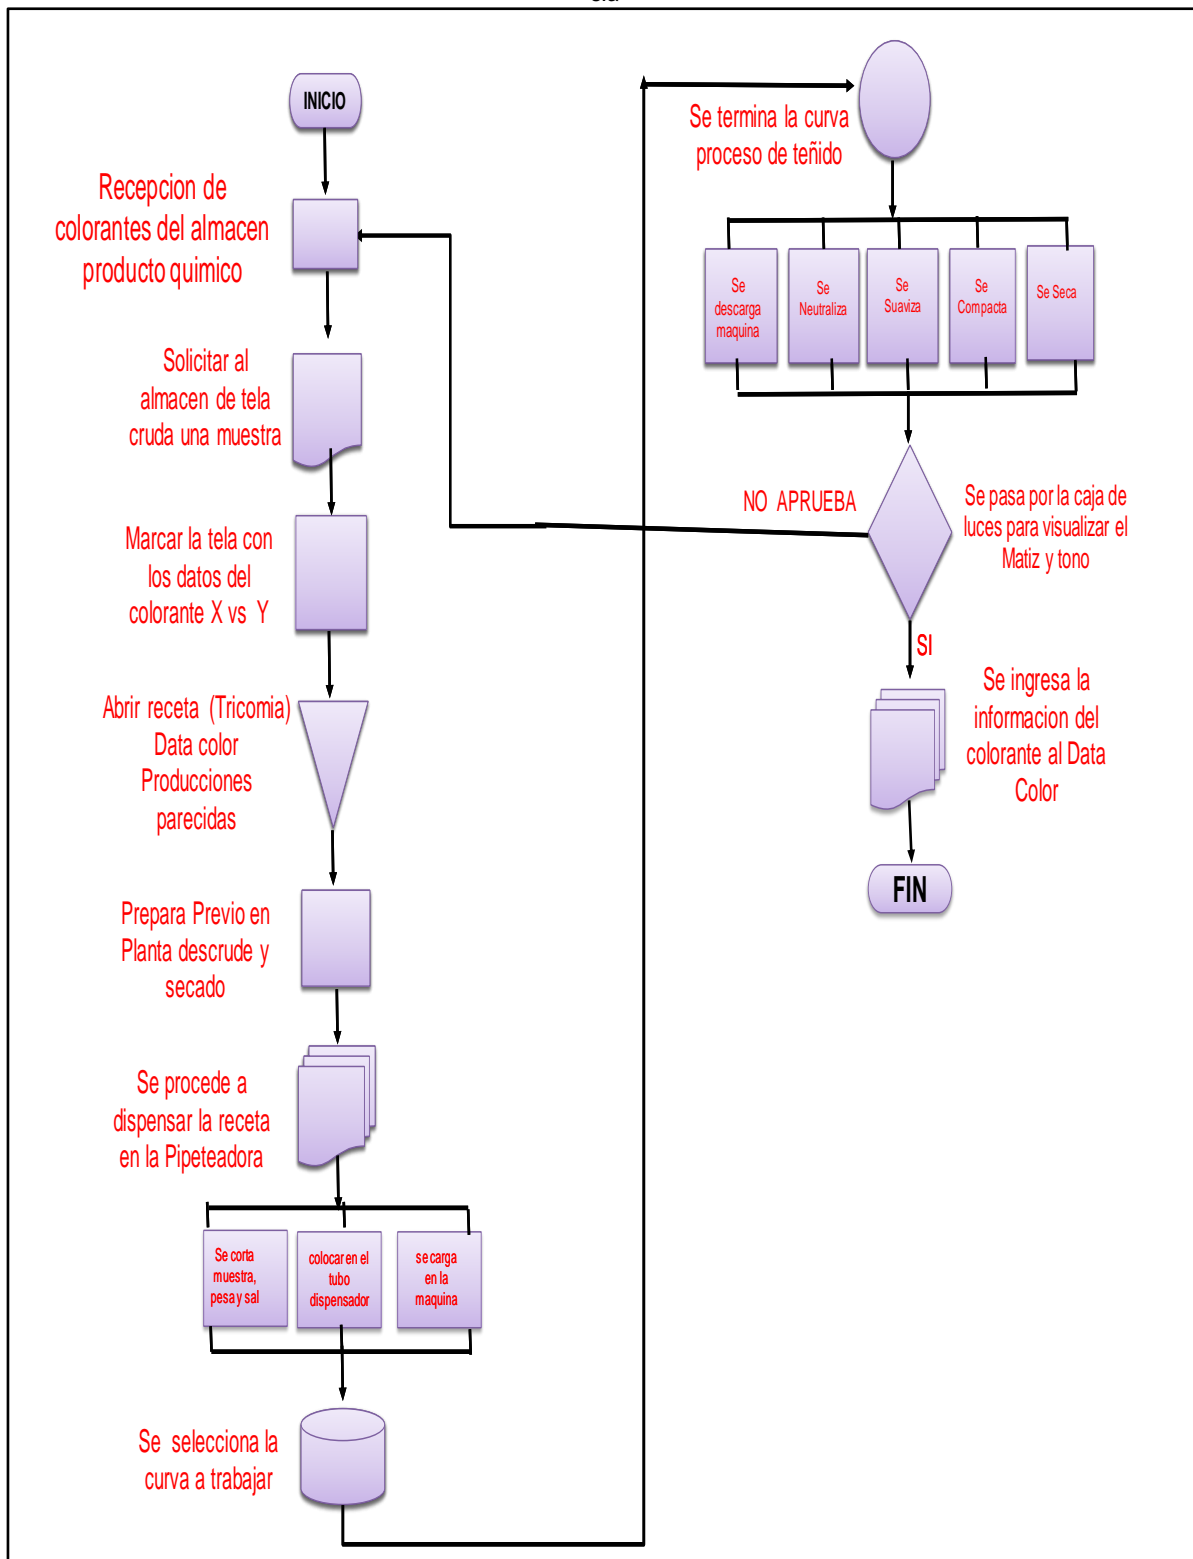 INICIO
Recepcion de
colorantes del almacen
producto quimico
Solicitar al
almacen de tela
cruda una muestra
Marcar la tela con
los datos del
colorante X vs Y
Abrir receta (Tricomia)
Data color
Producciones
parecidas
Prepara Previo en
Planta descrude y
secado
Se procede a
dispensar la receta
en la Pipeteadora
Se corta
muestra,
pesa y sal
colocar en el
tubo
dispensador
se carga
en la
maquina
Se selecciona la
curva a trabajar
Se termina la curva
proceso de teñido
Se
descarga
maquina
Se
Neutraliza
Se
Suaviza
Se
Compacta
Se Seca
NO APRUEBA
Se pasa por la caja de
luces para visualizar el
Matiz y tono
SI
Se ingresa la
informacion del
colorante al Data
Color
FIN